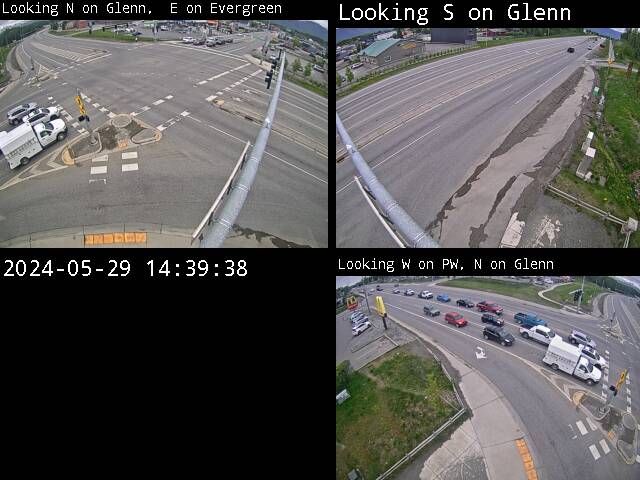 Looking N on Glenn,  E on Evergreen
Looking S on Glenn
2024-05-29 14:39:38
Looking W on PW, N on Glenn